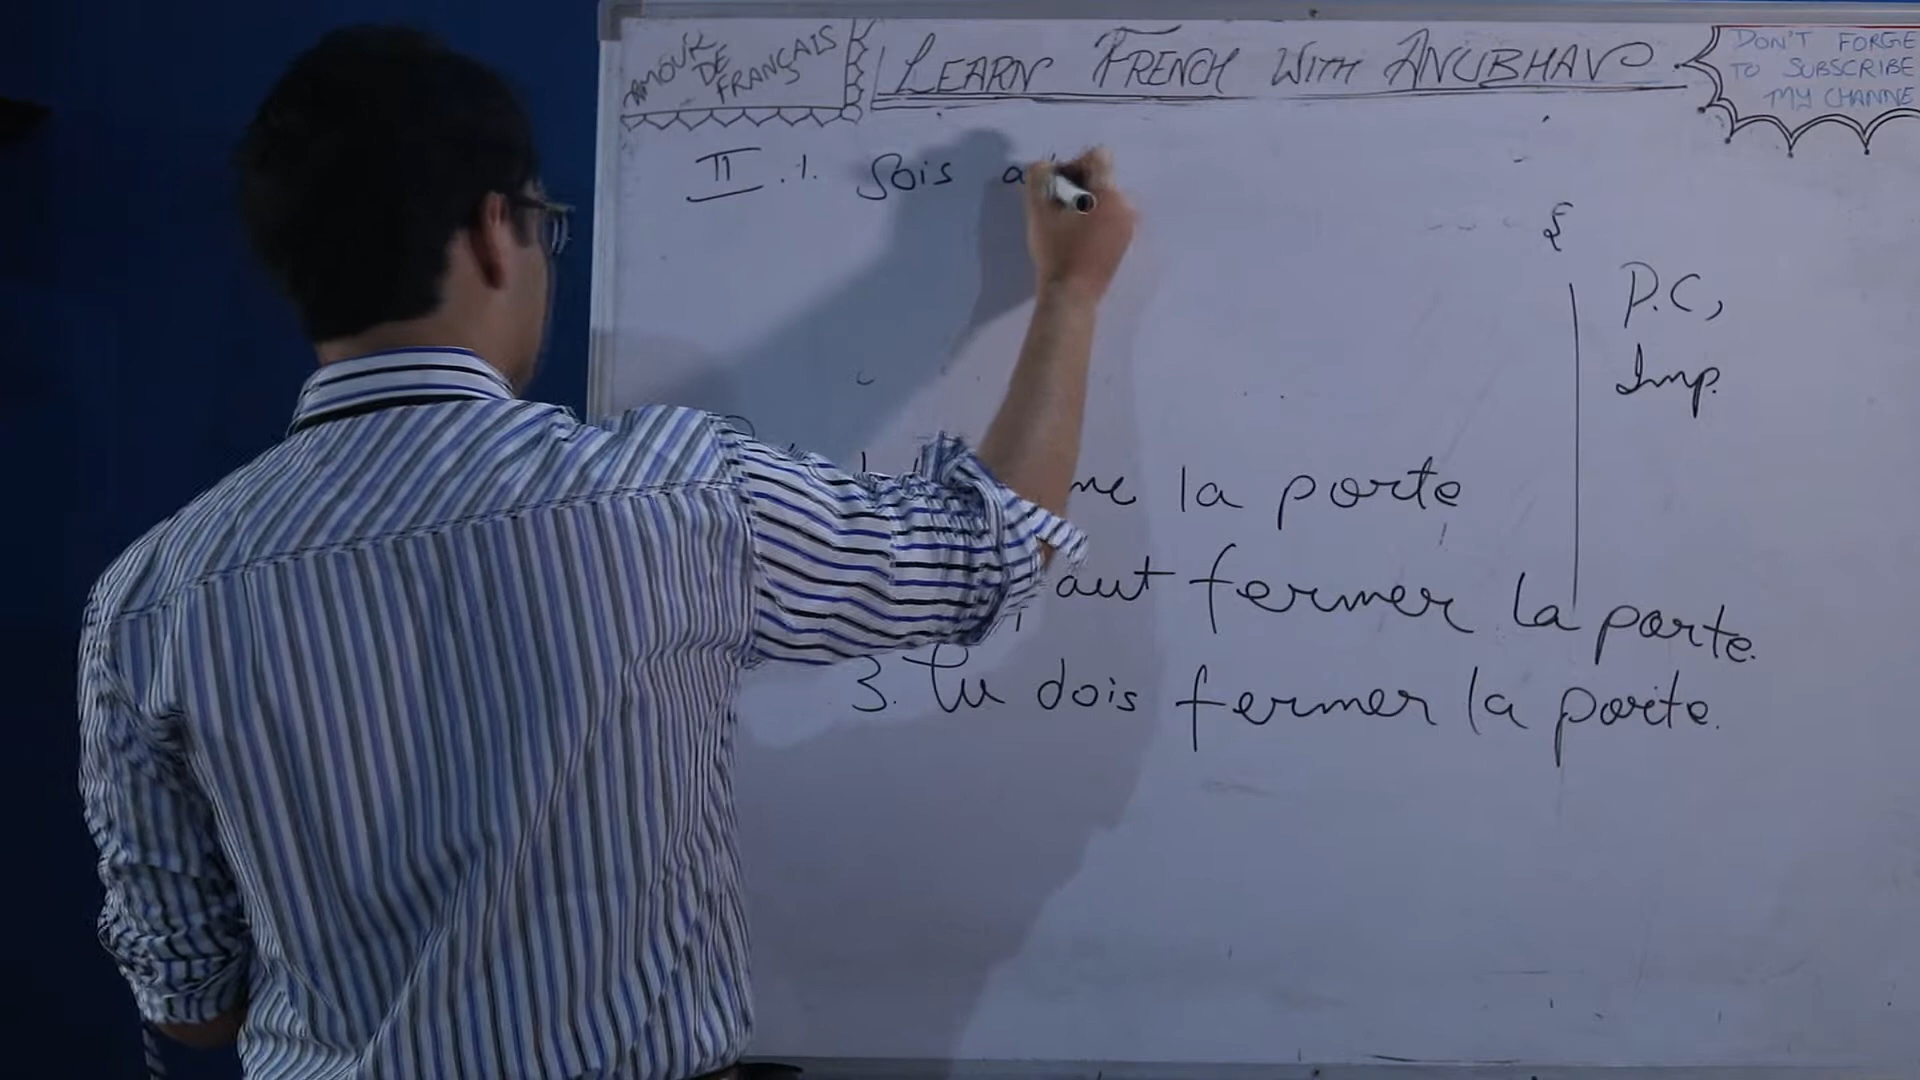 AMOUR
DE
FRANÇAIS
LEARN FRENCH WITH ANUBHAV
DON'T FORGE
TO SUBSCRIBE
MY CHANNE
II. 1. Sois a
P.C,
Imp.
me la porte
aut fermer la porte.
3. Tu dois fermer la porte.